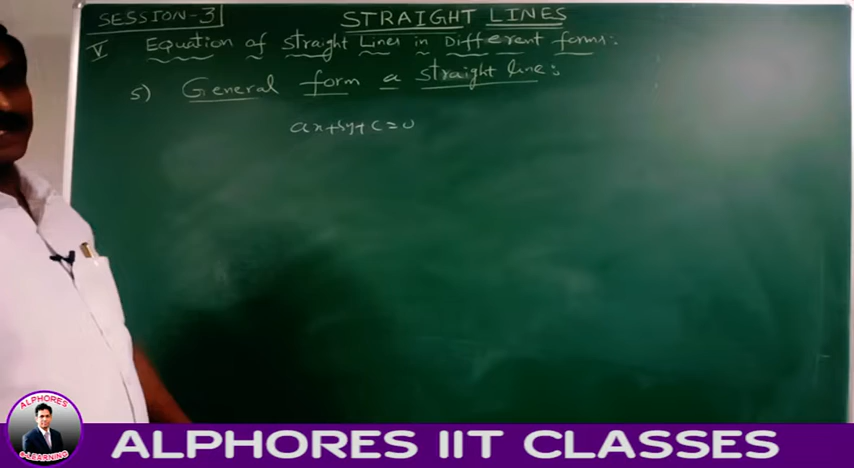 SESSION-3
STRAIGHT LINES
V Equation of straight Lines in Different forms:
5) General form a straight line:
ax+by+c=0
ALPHORES
e-LEARNING
ALPHORES IIT CLASSES